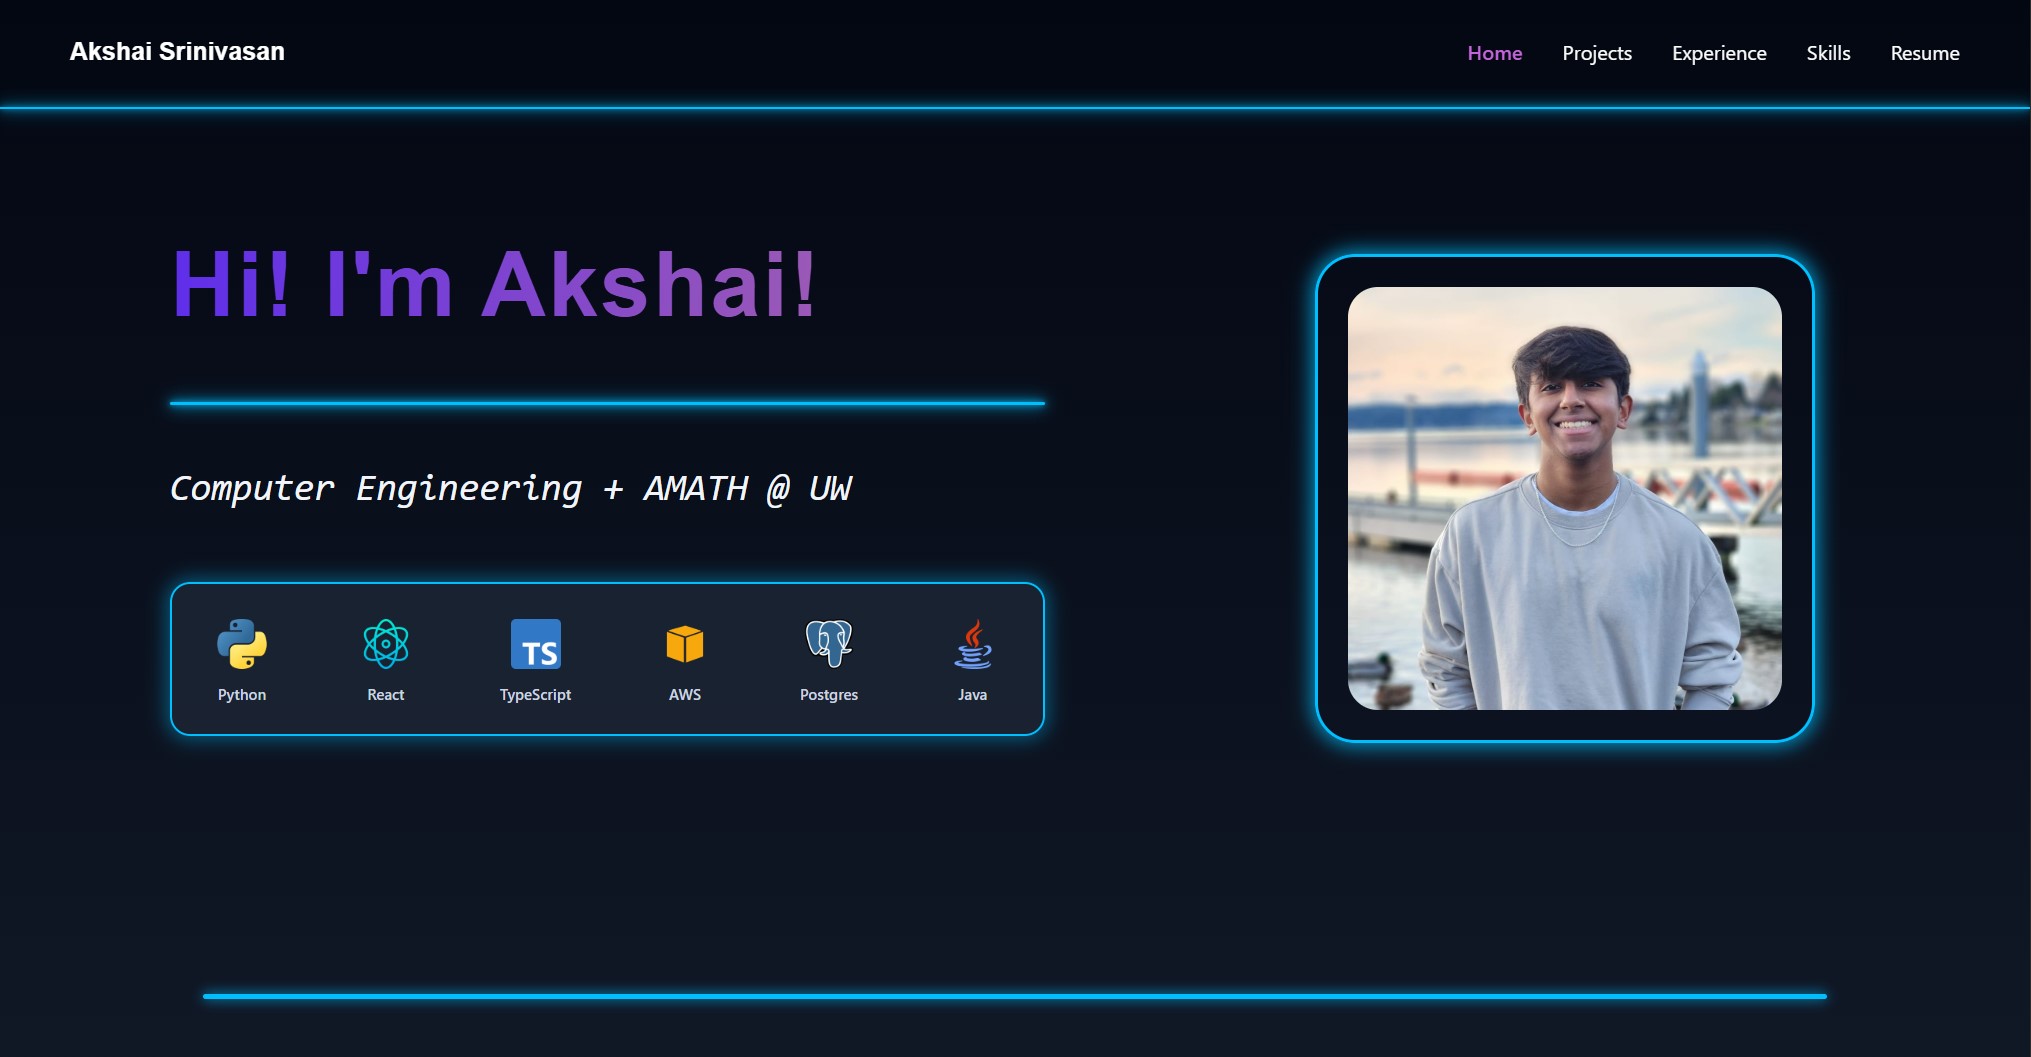 Akshai Srinivasan
Home Projects Experience Skills Resume
Hi! I'm Akshai!
Computer Engineering + AMATH @ UW
TS
Python React TypeScript AWS Postgres Java